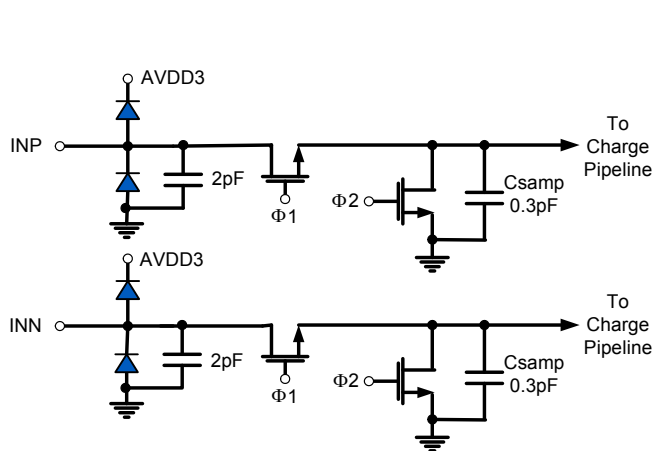 AVDD3
INP
2pF
Φ1
Φ2
Csamp
0.3pF
To
Charge
Pipeline
AVDD3
INN
2pF
Φ1
Φ2
Csamp
0.3pF
To
Charge
Pipeline